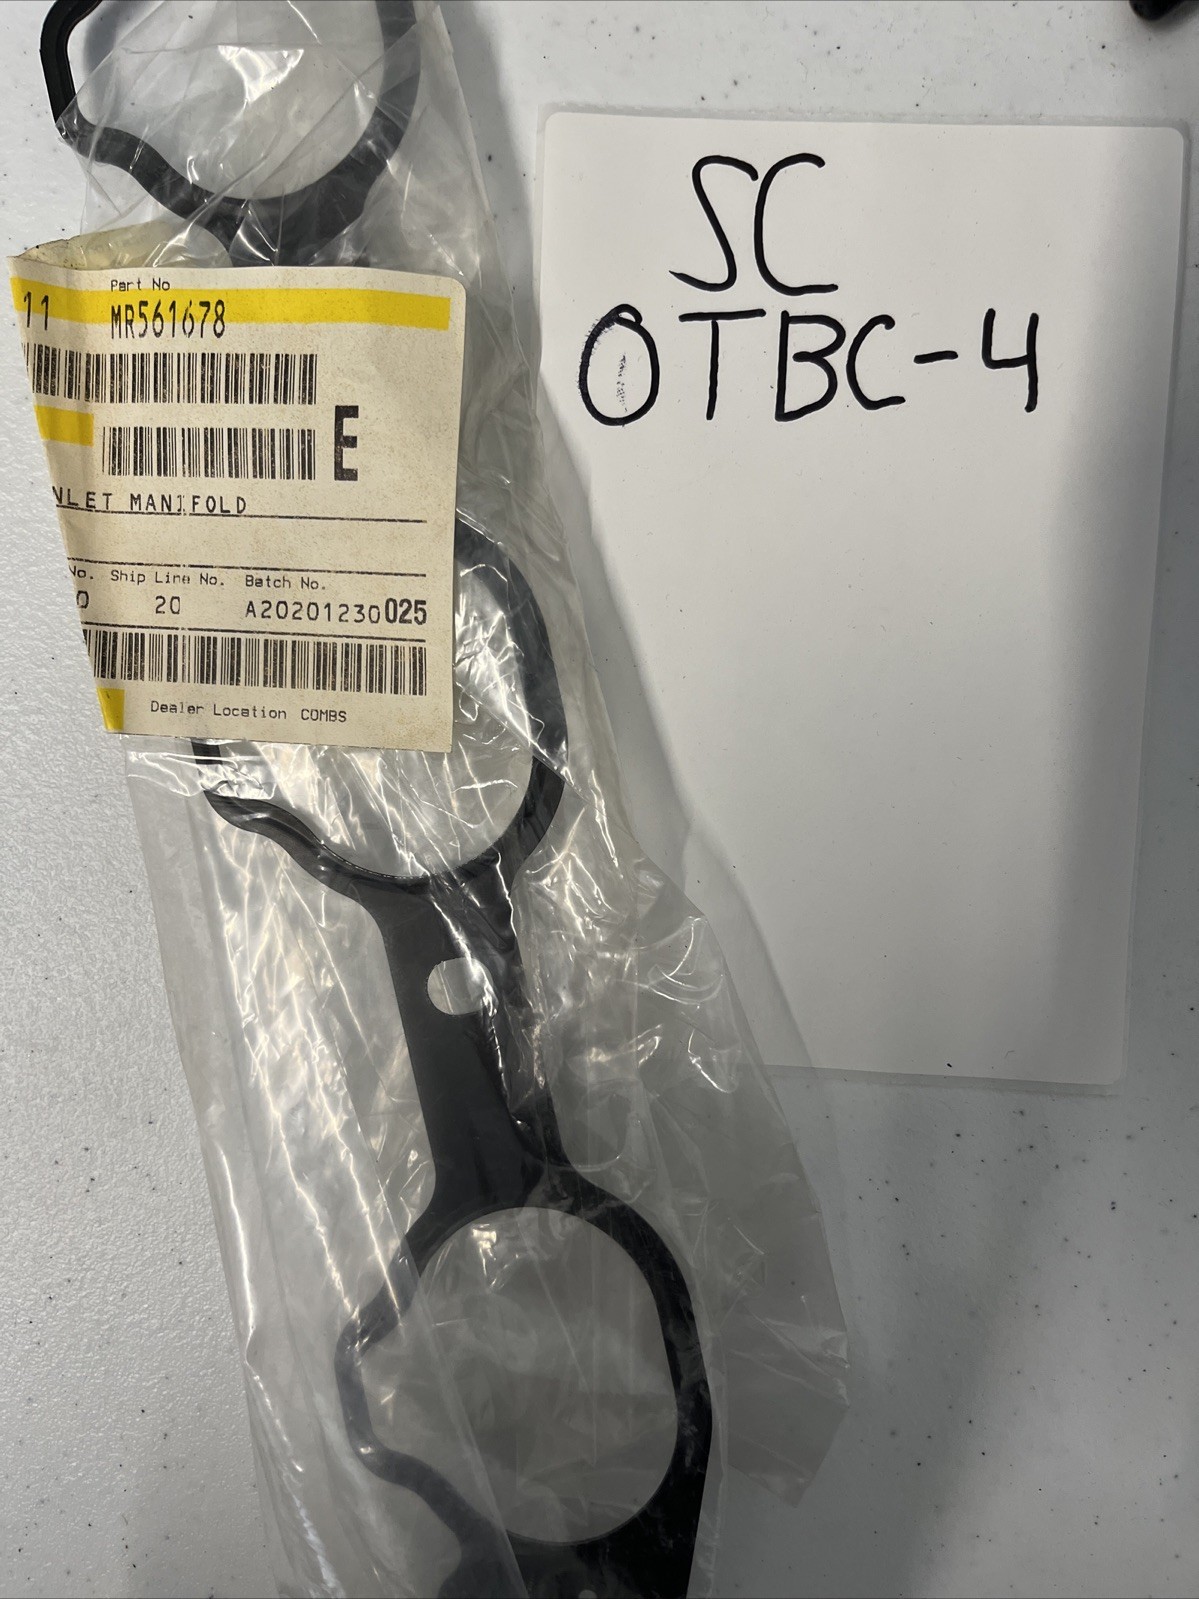 Part No
11 MR561678
E
NLET MANIFOLD
No. Ship Line No. Batch No.
0 20 A20201230025
Dealer Location COMBS
SC
OTBC-4